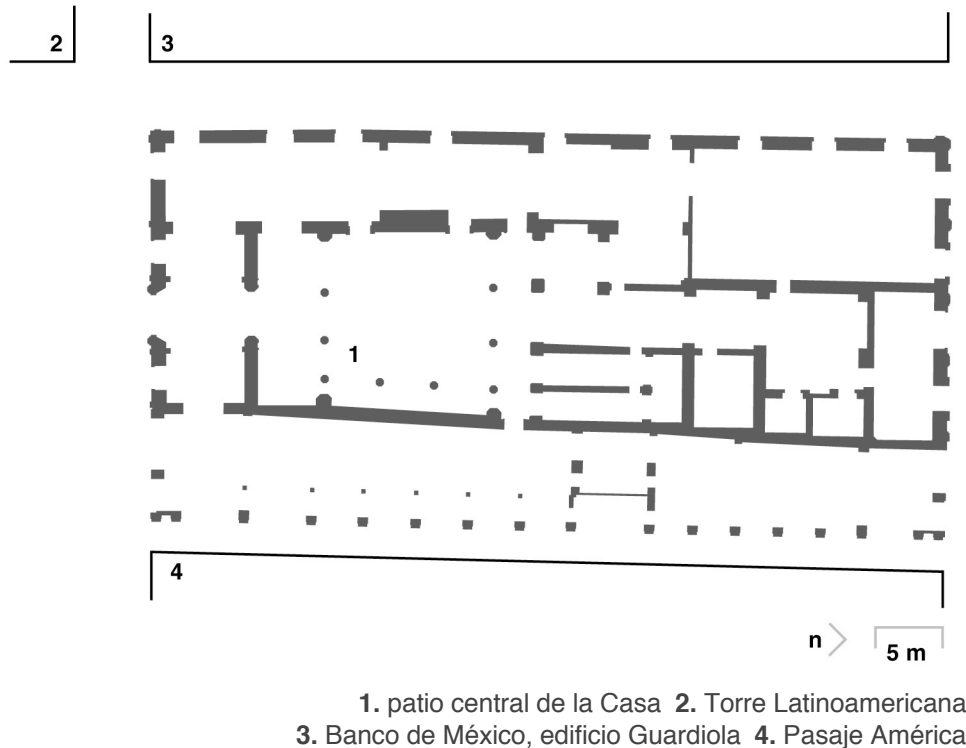 2
3
1
4
n
5 m
1. patio central de la Casa 2. Torre Latinoamericana
3. Banco de México, edificio Guardiola 4. Pasaje América